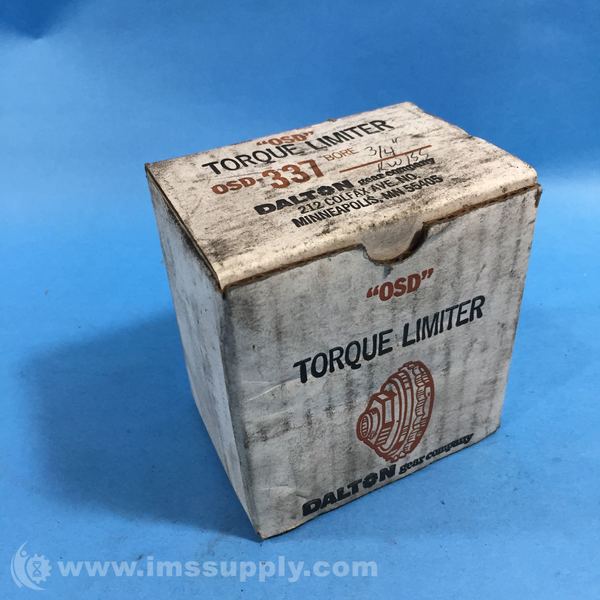 "OSD"
TORQUE LIMITER
OSD-337 BORE 3/4"
DALTON gear company
212 COLFAX AVE. NO.
MINNEAPOLIS, MN 55405
"OSD"
TORQUE LIMITER
DALTON gear company
www.imssupply.com